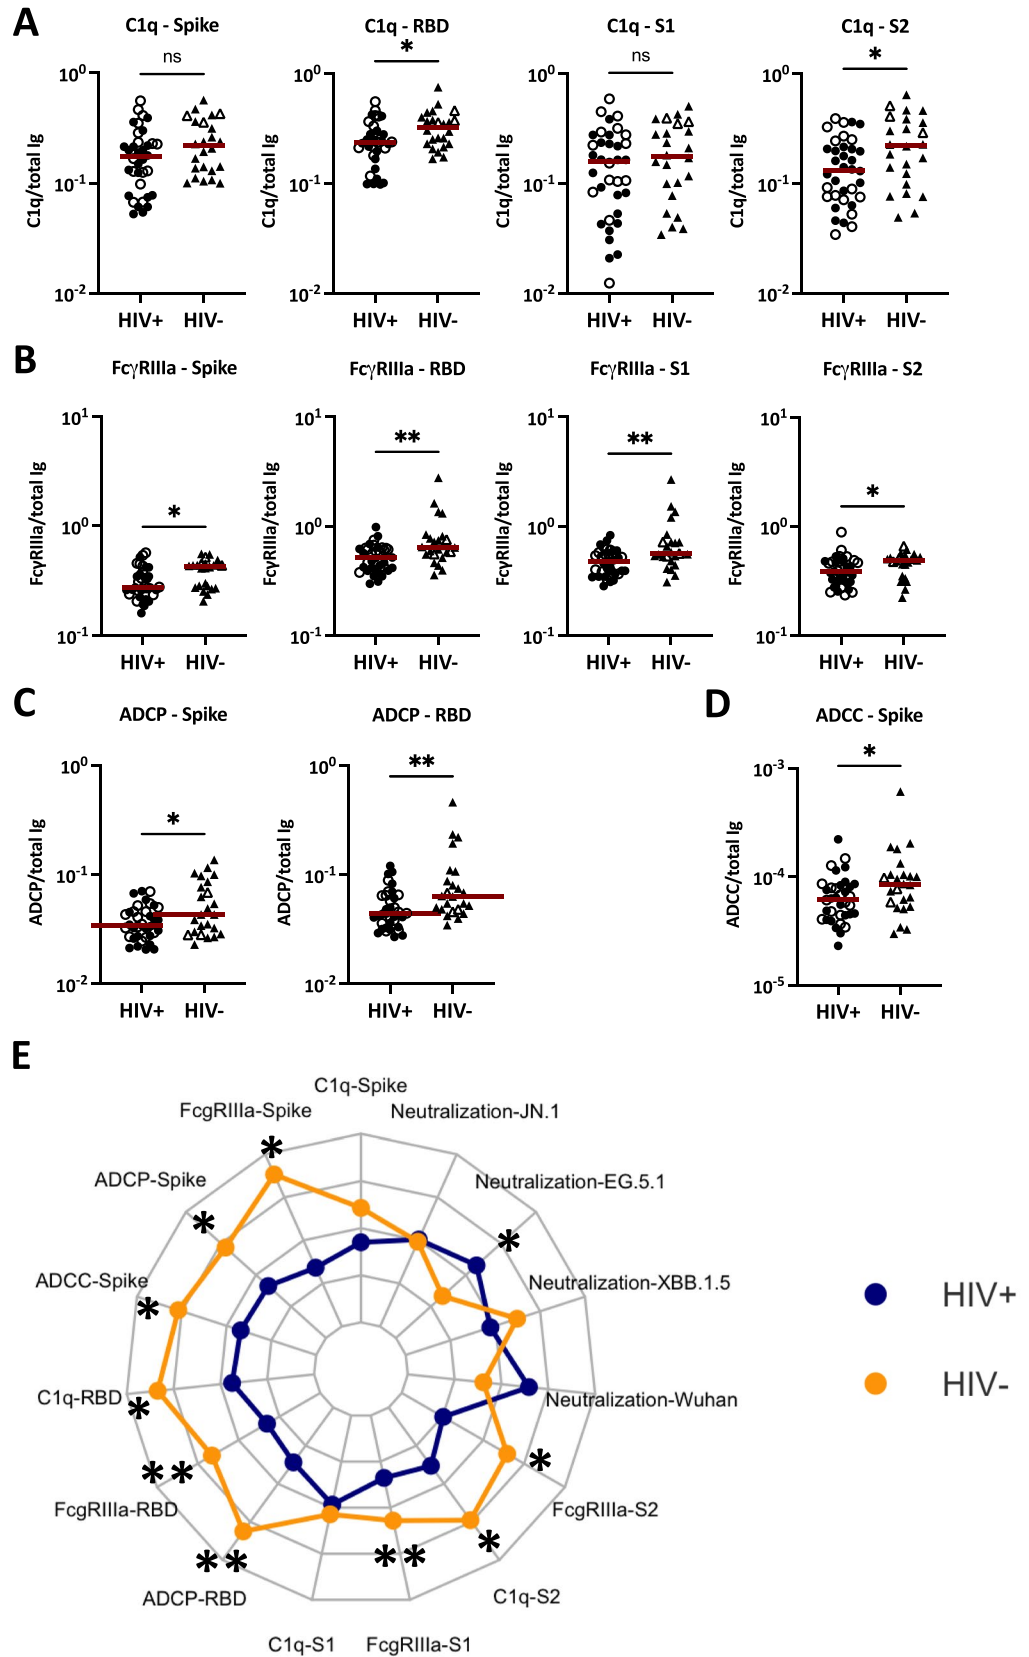 A
C1q - Spike
C1q - RBD
C1q - S1
C1q - S2
ns
*
ns
*
C1q/total Ig
10⁰
10⁻¹
10⁻²
HIV+ HIV-
C1q/total Ig
10⁰
10⁻¹
10⁻²
HIV+ HIV-
C1q/total Ig
10⁰
10⁻¹
10⁻²
HIV+ HIV-
C1q/total Ig
10⁰
10⁻¹
10⁻²
HIV+ HIV-
B
FcγRIIIa - Spike
FcγRIIIa - RBD
FcγRIIIa - S1
FcγRIIIa - S2
*
**
**
*
FcγRIIIa/total Ig
10¹
10⁰
10⁻¹
HIV+ HIV-
FcγRIIIa/total Ig
10¹
10⁰
10⁻¹
HIV+ HIV-
FcγRIIIa/total Ig
10¹
10⁰
10⁻¹
HIV+ HIV-
FcγRIIIa/total Ig
10¹
10⁰
10⁻¹
HIV+ HIV-
C
ADCP - Spike
ADCP - RBD
*
**
ADCP/total Ig
10⁰
10⁻¹
10⁻²
HIV+ HIV-
ADCP/total Ig
10⁰
10⁻¹
10⁻²
HIV+ HIV-
D
ADCC - Spike
*
ADCC/total Ig
10⁻³
10⁻⁴
10⁻⁵
HIV+ HIV-
E
C1q-Spike
FcgRIIIa-Spike
Neutralization-JN.1
*
ADCP-Spike
Neutralization-EG.5.1
*
*
ADCC-Spike
Neutralization-XBB.1.5
*
C1q-RBD
Neutralization-Wuhan
*
*
**
FcgRIIIa-RBD
FcgRIIIa-S2
*
**
**
ADCP-RBD
C1q-S2
C1q-S1
FcgRIIIa-S1
HIV+
HIV-